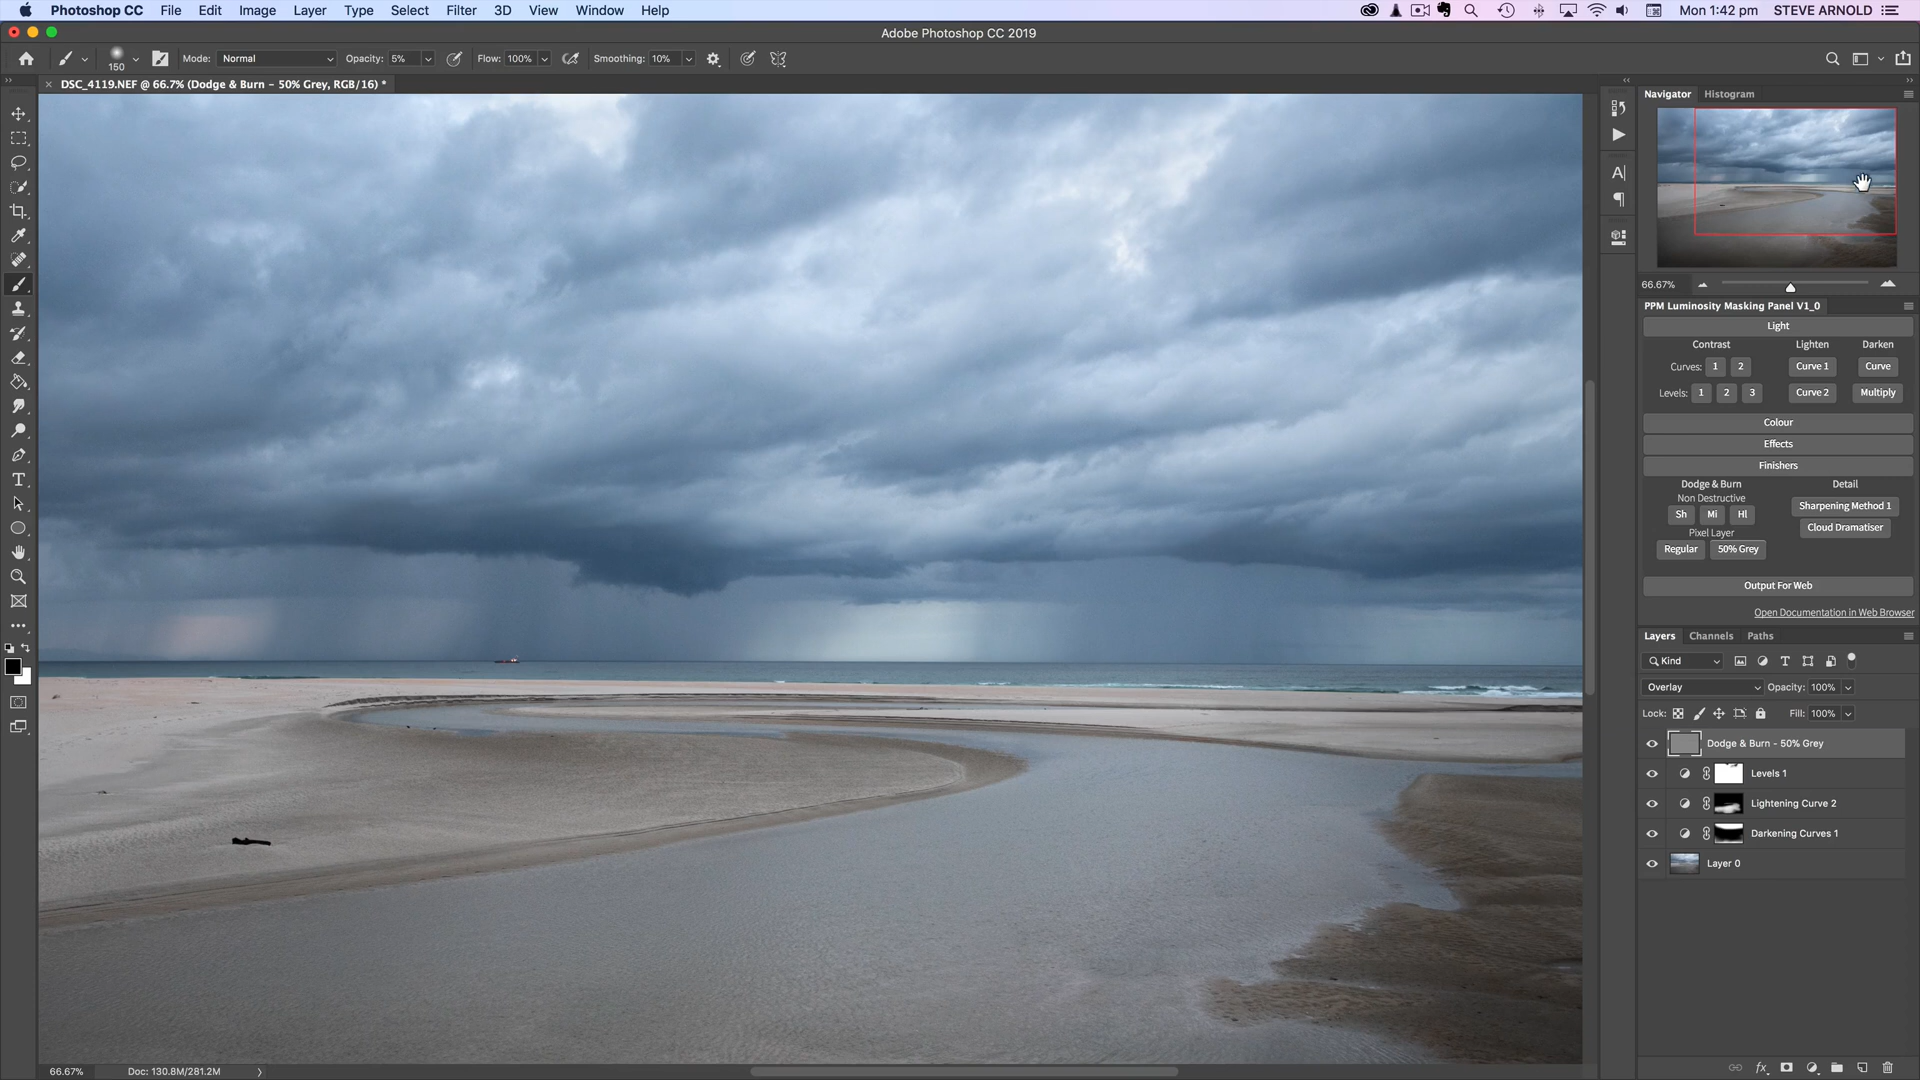 Photoshop CC File Edit Image Layer Type Select Filter 3D View Window Help Mon 1:42 pm STEVE ARNOLD
Adobe Photoshop CC 2019
150 Mode: Normal Opacity: 5% Flow: 100% Smoothing: 10%
DSC_4119.NEF @ 66.7% (Dodge & Burn - 50% Grey, RGB/16) *
Navigator Histogram
66.67%
PPM Luminosity Masking Panel V1_0
Light
Contrast Lighten Darken
Curves: 1 2 Curve 1 Curve
Levels: 1 2 3 Curve 2 Multiply
Colour
Effects
Finishers
Dodge & Burn Detail
Non Destructive
Sharpening Method 1
Sh Mi Hl
Cloud Dramatiser
Pixel Layer
Regular 50% Grey
Output For Web
Open Documentation in Web Browser
Layers Channels Paths
Kind
Overlay Opacity: 100%
Lock: Fill: 100%
Dodge & Burn - 50% Grey
Levels 1
Lightening Curve 2
Darkening Curves 1
Layer 0
66.67% Doc: 130.8M/281.2M